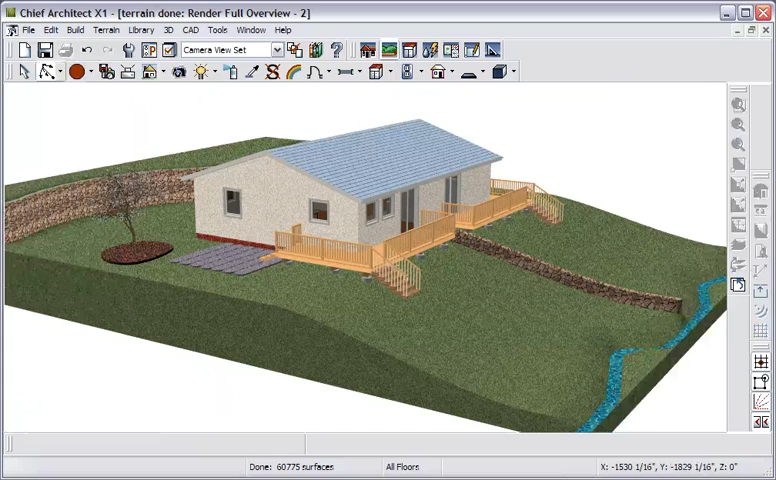 Chief Architect X1 - [terrain done: Render Full Overview - 2]
File Edit Build Terrain Library 3D CAD Tools Window Help
Camera View Set
Done: 60775 surfaces All Floors X: -1530 1/16", Y: -1829 1/16", Z: 0"